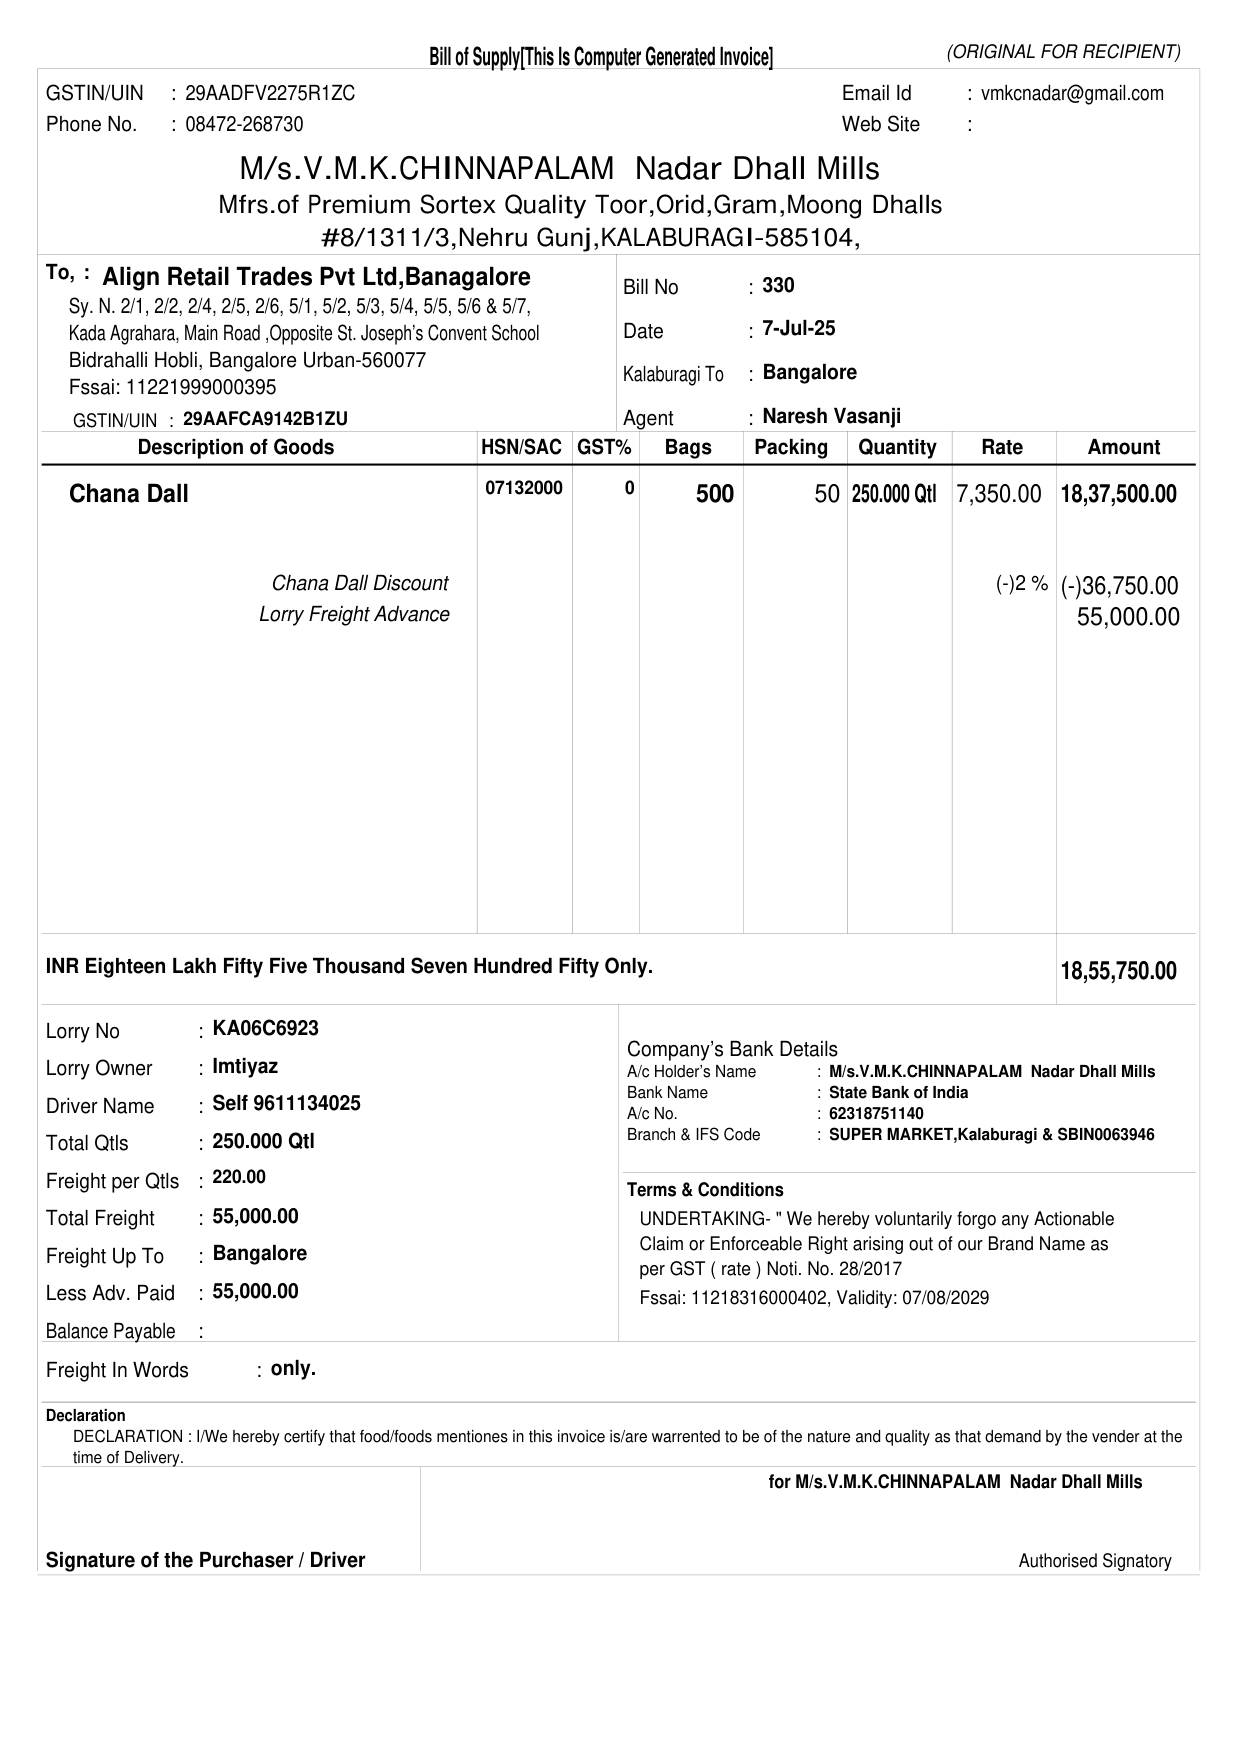 Bill of Supply[This Is Computer Generated Invoice]
(ORIGINAL FOR RECIPIENT)
GSTIN/UIN : 29AADFV2275R1ZC Email Id : vmkcnadar@gmail.com
Phone No. : 08472-268730 Web Site :
M/s.V.M.K.CHINNAPALAM Nadar Dhall Mills
Mfrs.of Premium Sortex Quality Toor,Orid,Gram,Moong Dhalls
#8/1311/3,Nehru Gunj,KALABURAGI-585104,
To, : Align Retail Trades Pvt Ltd,Banagalore
Sy. N. 2/1, 2/2, 2/4, 2/5, 2/6, 5/1, 5/2, 5/3, 5/4, 5/5, 5/6 & 5/7,
Kada Agrahara, Main Road ,Opposite St. Joseph's Convent School
Bidrahalli Hobli, Bangalore Urban-560077
Fssai: 11221999000395
GSTIN/UIN : 29AAFCA9142B1ZU
Bill No : 330
Date : 7-Jul-25
Kalaburagi To : Bangalore
Agent : Naresh Vasanji
Description of Goods HSN/SAC GST% Bags Packing Quantity Rate Amount
Chana Dall 07132000 0 500 50 250.000 Qtl 7,350.00 18,37,500.00
Chana Dall Discount (-)2 % (-)36,750.00
Lorry Freight Advance 55,000.00
INR Eighteen Lakh Fifty Five Thousand Seven Hundred Fifty Only. 18,55,750.00
Lorry No : KA06C6923
Lorry Owner : Imtiyaz
Driver Name : Self 9611134025
Total Qtls : 250.000 Qtl
Freight per Qtls : 220.00
Total Freight : 55,000.00
Freight Up To : Bangalore
Less Adv. Paid : 55,000.00
Balance Payable :
Company's Bank Details
A/c Holder's Name : M/s.V.M.K.CHINNAPALAM Nadar Dhall Mills
Bank Name : State Bank of India
A/c No. : 62318751140
Branch & IFS Code : SUPER MARKET,Kalaburagi & SBIN0063946
Terms & Conditions
UNDERTAKING- " We hereby voluntarily forgo any Actionable
Claim or Enforceable Right arising out of our Brand Name as
per GST ( rate ) Noti. No. 28/2017
Fssai: 11218316000402, Validity: 07/08/2029
Freight In Words : only.
Declaration
DECLARATION : I/We hereby certify that food/foods mentiones in this invoice is/are warrented to be of the nature and quality as that demand by the vender at the
time of Delivery.
for M/s.V.M.K.CHINNAPALAM Nadar Dhall Mills
Signature of the Purchaser / Driver
Authorised Signatory